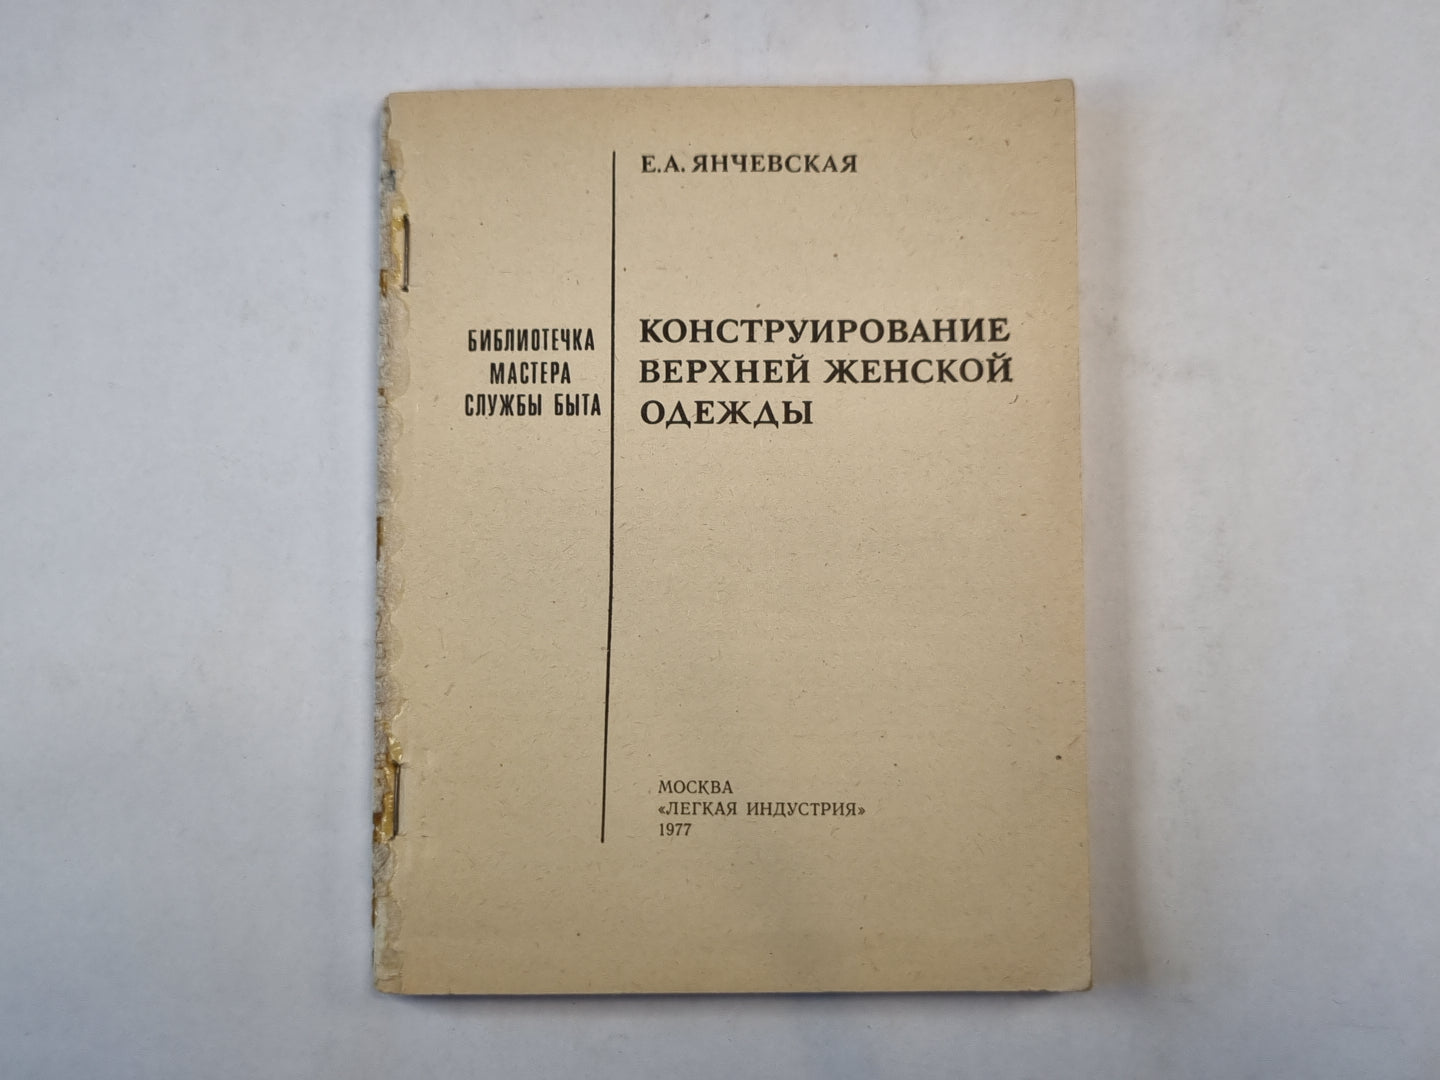 Е.А. ЯНЧЕВСКАЯ
БИБЛИОТЕЧКА
МАСТЕРА
СЛУЖБЫ БЫТА
КОНСТРУИРОВАНИЕ
ВЕРХНЕЙ ЖЕНСКОЙ
ОДЕЖДЫ
МОСКВА
«ЛЕГКАЯ ИНДУСТРИЯ»
1977